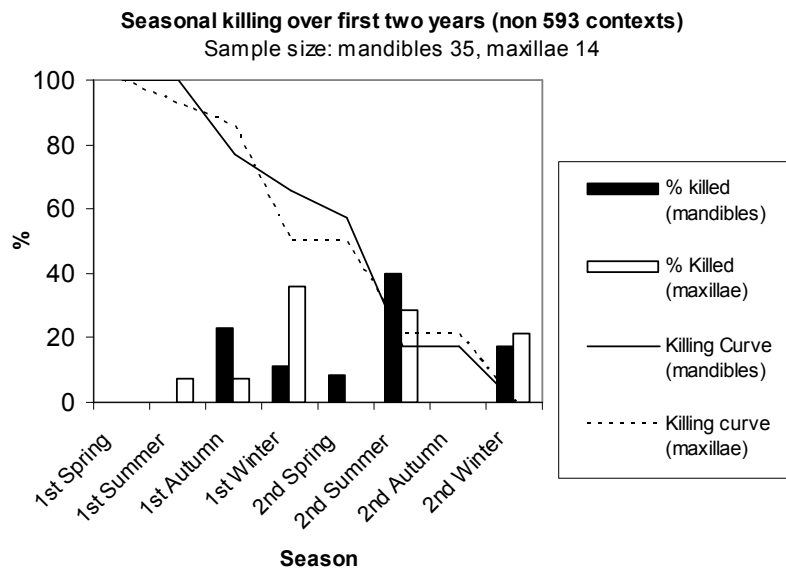 Seasonal killing over first two years (non 593 contexts)
Sample size: mandibles 35, maxillae 14
100
80
60
40
20
0
%
1st Spring
1st Summer
1st Autumn
1st Winter
2nd Spring
2nd Summer
2nd Autumn
2nd Winter
Season
% killed
(mandibles)
% Killed
(maxillae)
Killing Curve
(mandibles)
Killing curve
(maxillae)